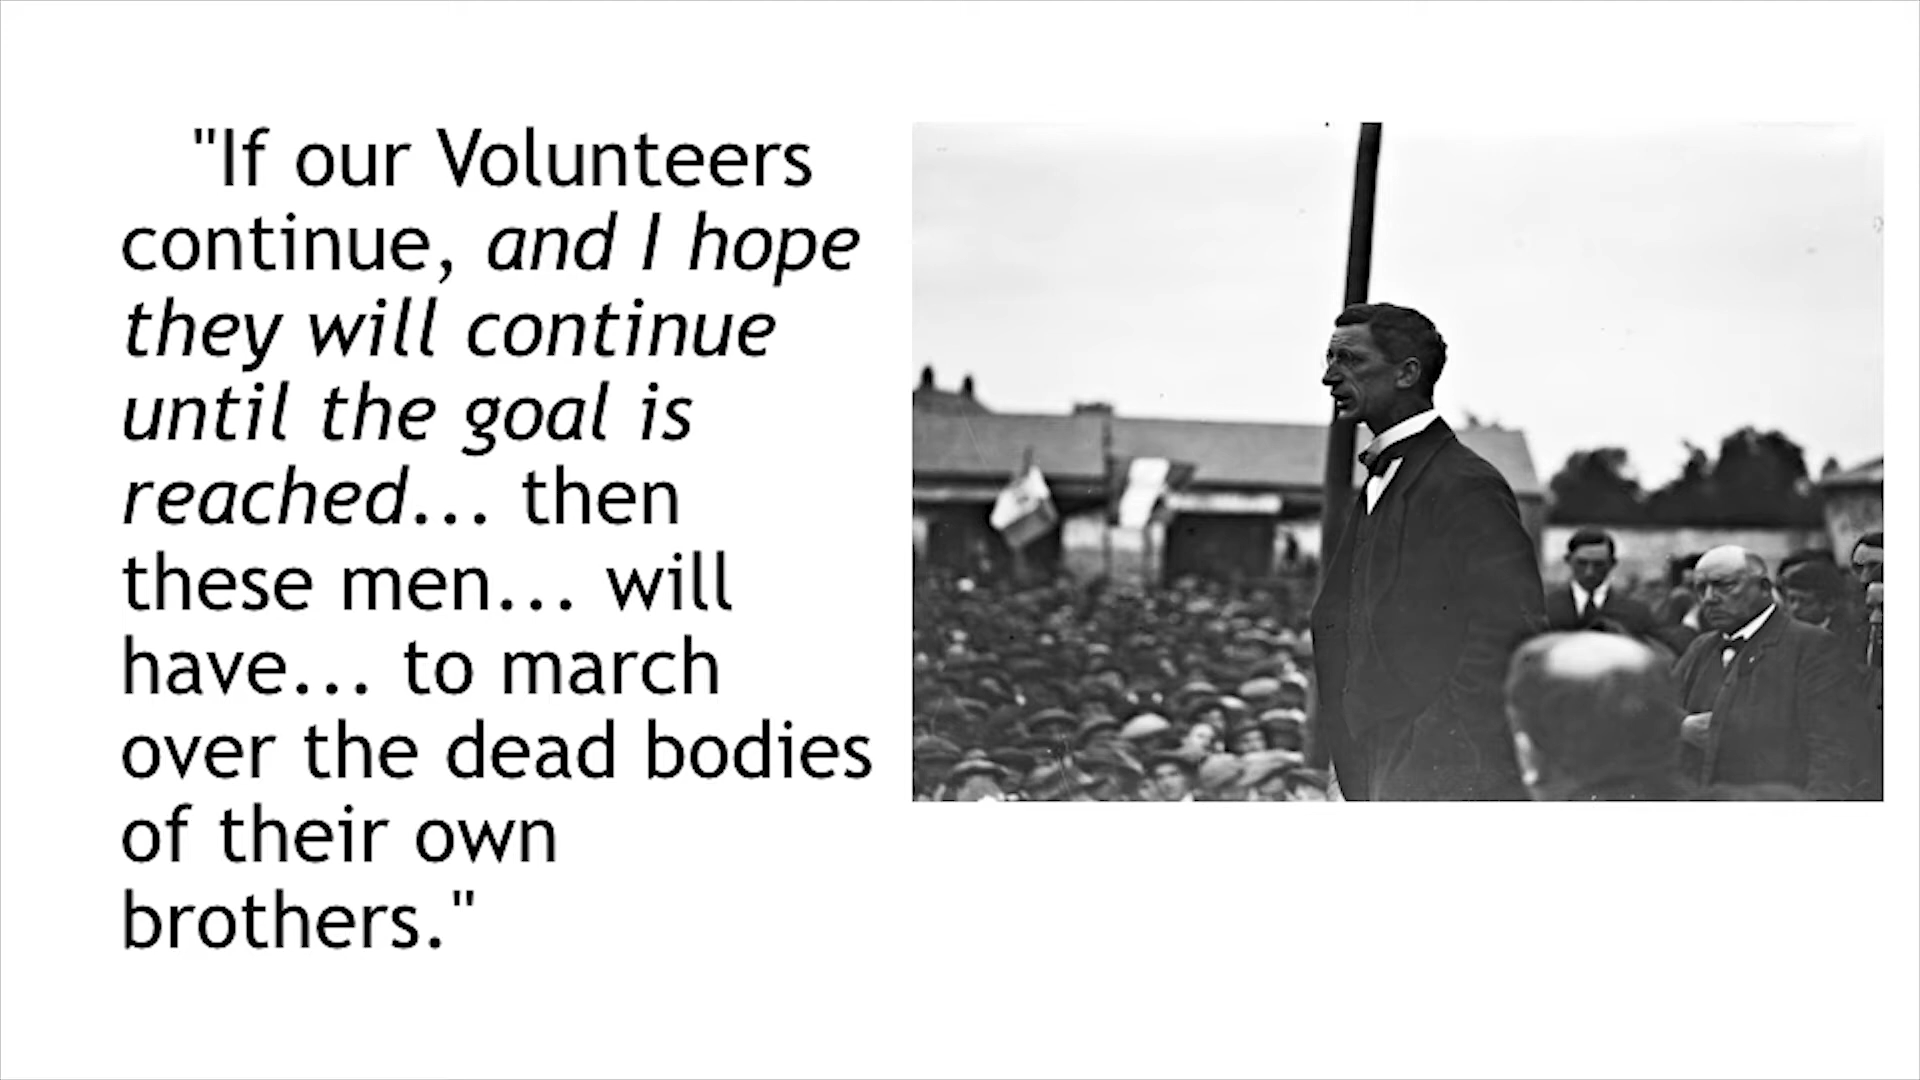 "If our Volunteers
continue, and I hope
they will continue
until the goal is
reached... then
these men... will
have... to march
over the dead bodies
of their own
brothers."